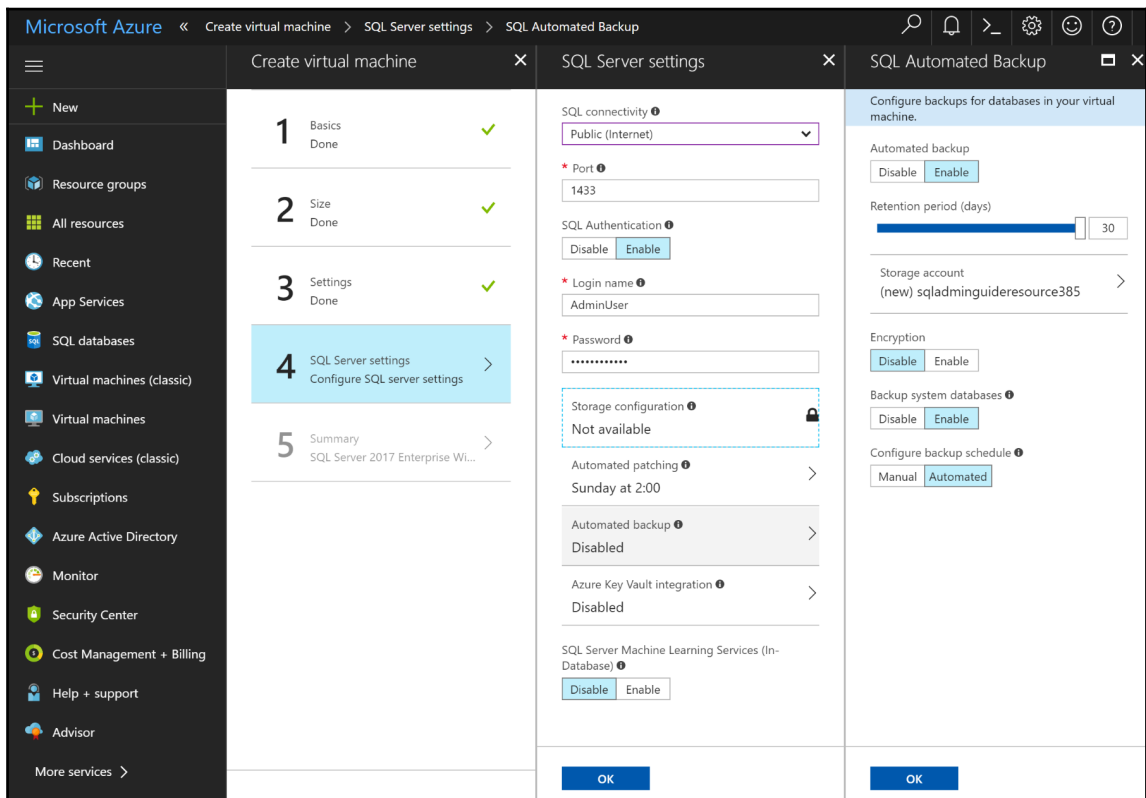 Microsoft Azure « Create virtual machine > SQL Server settings > SQL Automated Backup
New
Dashboard
Resource groups
All resources
Recent
App Services
SQL databases
Virtual machines (classic)
Virtual machines
Cloud services (classic)
Subscriptions
Azure Active Directory
Monitor
Security Center
Cost Management + Billing
Help + support
Advisor
More services >
Create virtual machine
1 Basics
Done
2 Size
Done
3 Settings
Done
4 SQL Server settings
Configure SQL server settings
5 Summary
SQL Server 2017 Enterprise Wi...
SQL Server settings
SQL connectivity
Public (Internet)
* Port
1433
SQL Authentication
Disable Enable
* Login name
AdminUser
* Password
••••••••••••
Storage configuration
Not available
Automated patching
Sunday at 2:00
Automated backup
Disabled
Azure Key Vault integration
Disabled
SQL Server Machine Learning Services (In-
Database)
Disable Enable
OK
SQL Automated Backup
Configure backups for databases in your virtual
machine.
Automated backup
Disable Enable
Retention period (days)
30
Storage account
(new) sqladminguideresource385
Encryption
Disable Enable
Backup system databases
Disable Enable
Configure backup schedule
Manual Automated
OK